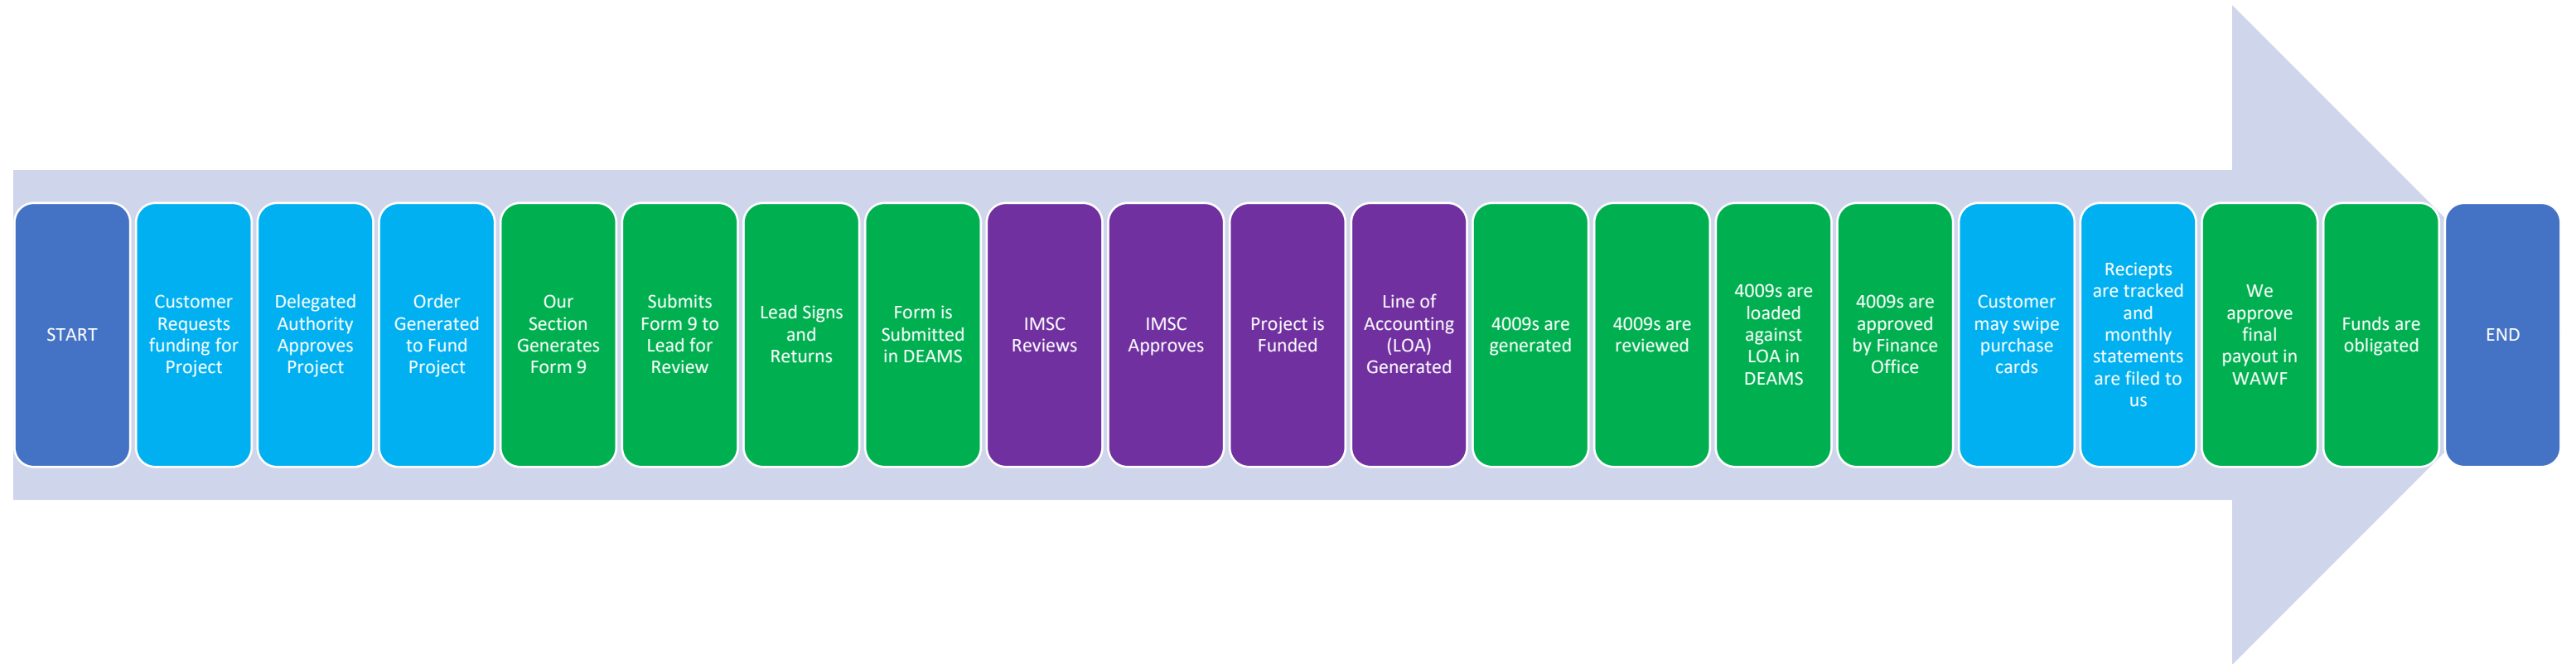 START
Customer
Requests
funding for
Project
Delegated
Authority
Approves
Project
Order
Generated
to Fund
Project
Our
Section
Generates
Form 9
Submits
Form 9 to
Lead for
Review
Lead Signs
and
Returns
Form is
Submitted
in DEAMS
IMSC
Reviews
IMSC
Approves
Project is
Funded
Line of
Accounting
(LOA)
Generated
4009s are
generated
4009s are
reviewed
4009s are
loaded
against
LOA in
DEAMS
4009s are
approved
by Finance
Office
Customer
may swipe
purchase
cards
Reciepts
are tracked
and
monthly
statements
are filed to
us
We
approve
final
payout in
WAWF
Funds are
obligated
END